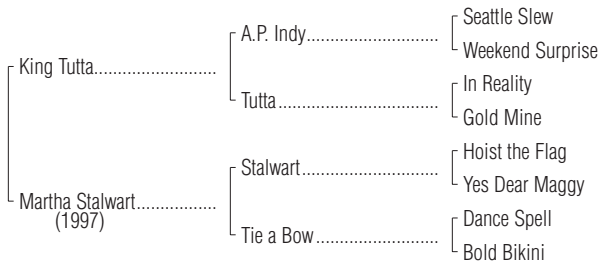 Seattle Slew
A.P. Indy..................................
Weekend Surprise
King Tutta............................
In Reality
Tutta.........................................
Gold Mine
Hoist the Flag
Stalwart...................................
Yes Dear Maggy
Martha Stalwart..................
(1997)
Dance Spell
Tie a Bow...............................
Bold Bikini